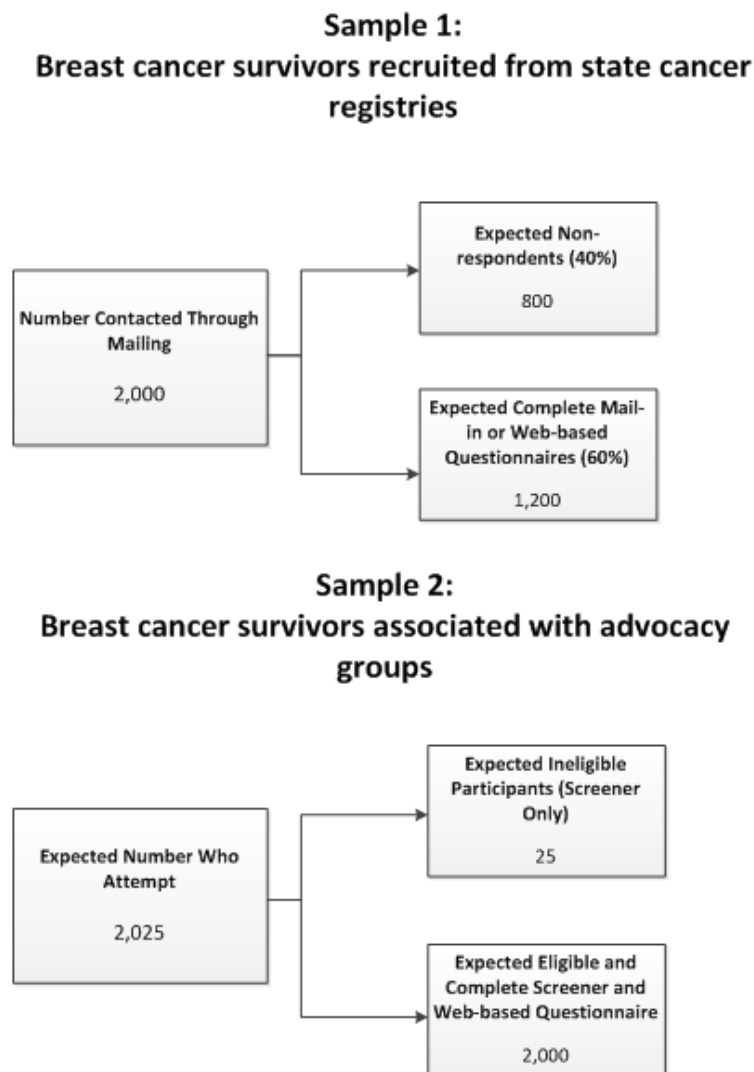 Sample 1:
Breast cancer survivors recruited from state cancer
registries
Expected Non-
respondents (40%)
800
Number Contacted Through
Mailing
2,000
Expected Complete Mail-
in or Web-based
Questionnaires (60%)
1,200
Sample 2:
Breast cancer survivors associated with advocacy
groups
Expected Ineligible
Participants (Screener
Only)
25
Expected Number Who
Attempt
2,025
Expected Eligible and
Complete Screener and
Web-based Questionnaire
2,000